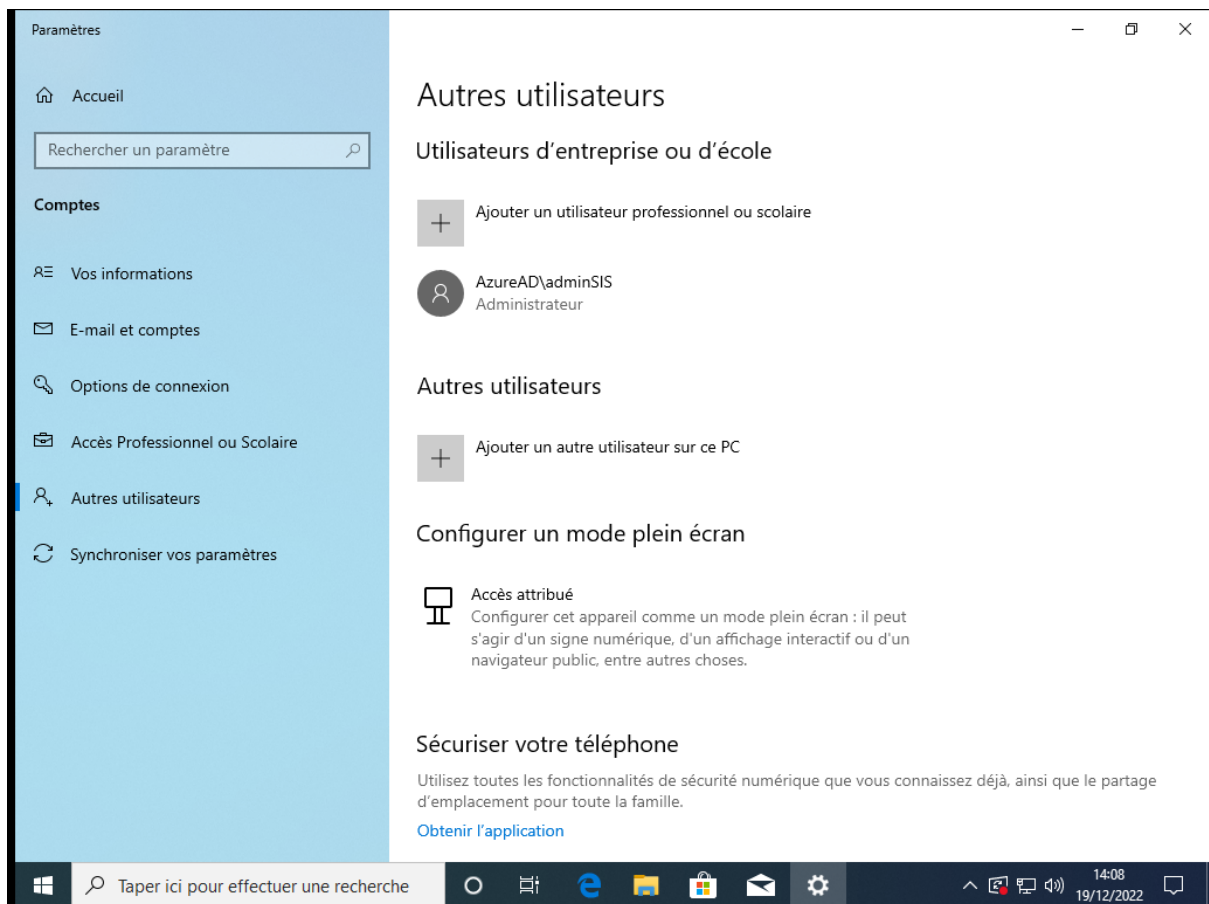 Paramètres
Accueil
Rechercher un paramètre
Comptes
Vos informations
E-mail et comptes
Options de connexion
Accès Professionnel ou Scolaire
Autres utilisateurs
Synchroniser vos paramètres
Autres utilisateurs
Utilisateurs d'entreprise ou d'école
Ajouter un utilisateur professionnel ou scolaire
AzureAD\adminSIS
Administrateur
Autres utilisateurs
Ajouter un autre utilisateur sur ce PC
Configurer un mode plein écran
Accès attribué
Configurer cet appareil comme un mode plein écran : il peut
s'agir d'un signe numérique, d'un affichage interactif ou d'un
navigateur public, entre autres choses.
Sécuriser votre téléphone
Utilisez toutes les fonctionnalités de sécurité numérique que vous connaissez déjà, ainsi que le partage
d'emplacement pour toute la famille.
Obtenir l'application
Taper ici pour effectuer une recherche
14:08
19/12/2022